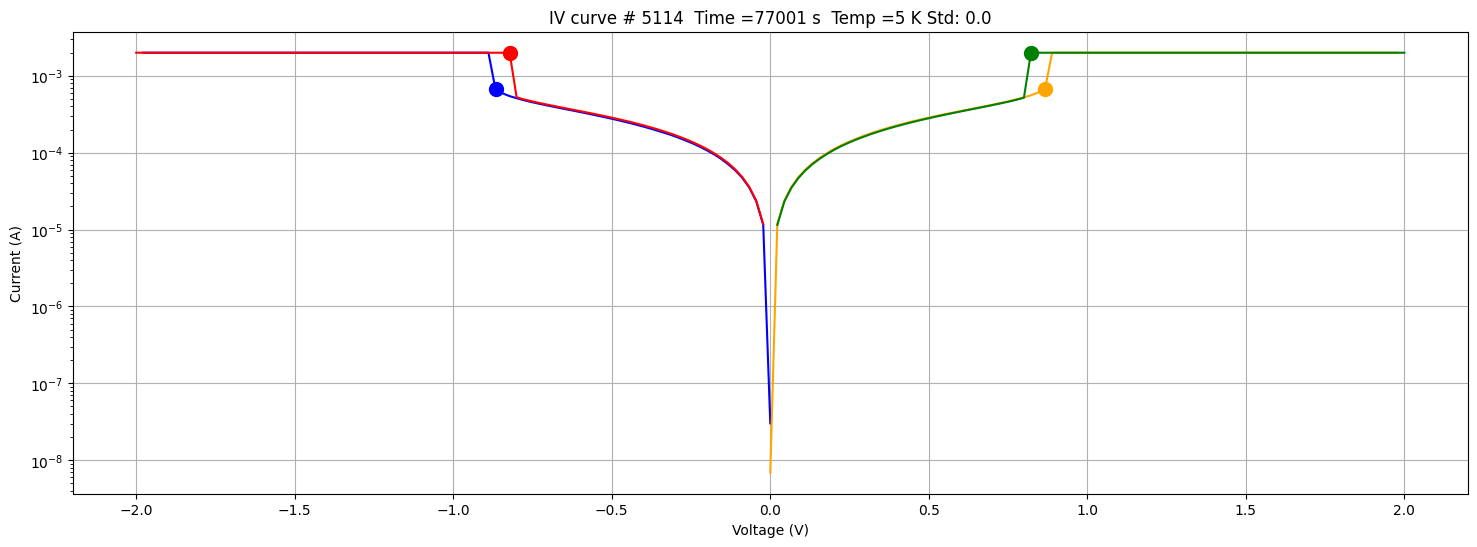 IV curve # 5114  Time =77001 s  Temp =5 K Std: 0.0
10⁻³
10⁻⁴
10⁻⁵
10⁻⁶
10⁻⁷
10⁻⁸
Current (A)
−2.0 −1.5 −1.0 −0.5 0.0 0.5 1.0 1.5 2.0
Voltage (V)